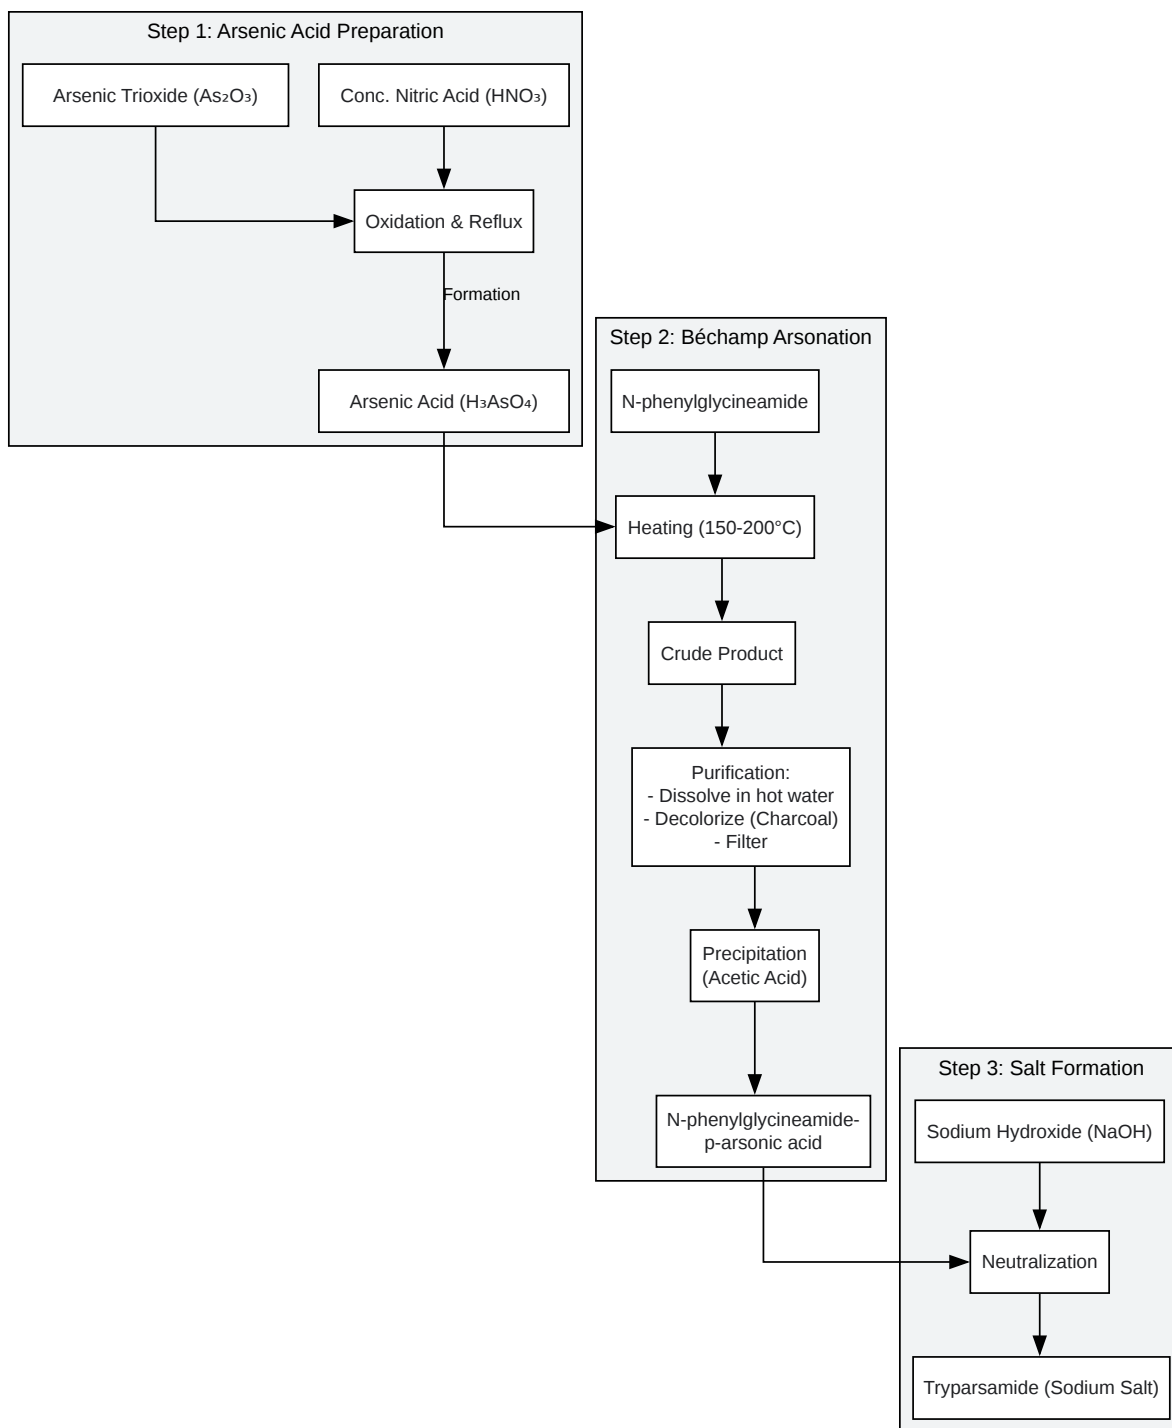 Step 1: Arsenic Acid Preparation
Arsenic Trioxide (As₂O₃)
Conc. Nitric Acid (HNO₃)
Oxidation & Reflux
Formation
Arsenic Acid (H₃AsO₄)
Step 2: Béchamp Arsonation
N-phenylglycineamide
Heating (150-200°C)
Crude Product
Purification:
- Dissolve in hot water
- Decolorize (Charcoal)
- Filter
Precipitation
(Acetic Acid)
N-phenylglycineamide-
p-arsonic acid
Step 3: Salt Formation
Sodium Hydroxide (NaOH)
Neutralization
Tryparsamide (Sodium Salt)